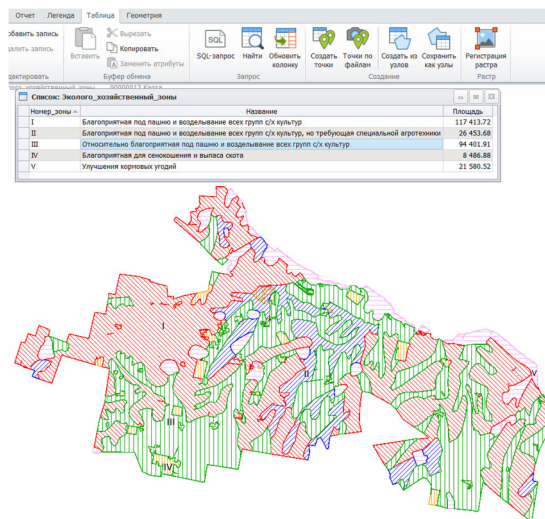 Отчет Легенда Таблица Геометрия
обавить запись
далить запись
дактировать
Вставить
Вырезать
Копировать
Заменить атрибуты
Буфер обмена
SQL
SQL-запрос Найти Обновить колонку
Запрос
Создать точки
Точки по файлам
Создать из узлов
Сохранить как узлы
Создание
Регистрация растра
Растр
Список: Эколого_хозяйственный_зоны
Номер_зоны Название Площадь
I Благоприятная под пашню и возделывание всех групп с/х культур 117 413.72
II Благоприятная под пашню и возделывание всех групп с/х культур, но требующая специальной агротехники 26 453.68
III Относительно благоприятная под пашню и возделывание всех групп с/х культур 94 401.91
IV Благоприятная для сенокошения и выпаса скота 8 486.88
V Улучшения кормовых угодий 21 580.52
I
II
V
III
IV